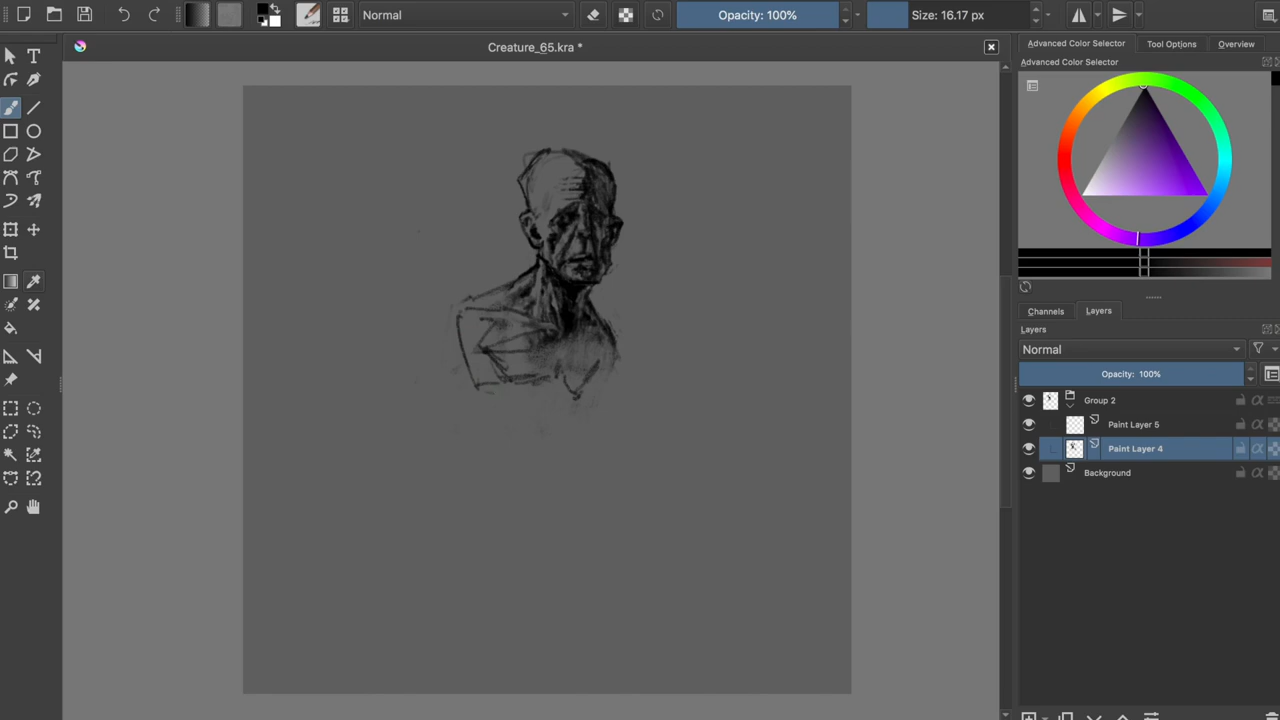 Normal
Opacity: 100%
Size: 16.17 px
Creature_65.kra *
Advanced Color Selector
Tool Options
Overview
Advanced Color Selector
Channels
Layers
Layers
Normal
Opacity: 100%
Group 2
Paint Layer 5
Paint Layer 4
Background